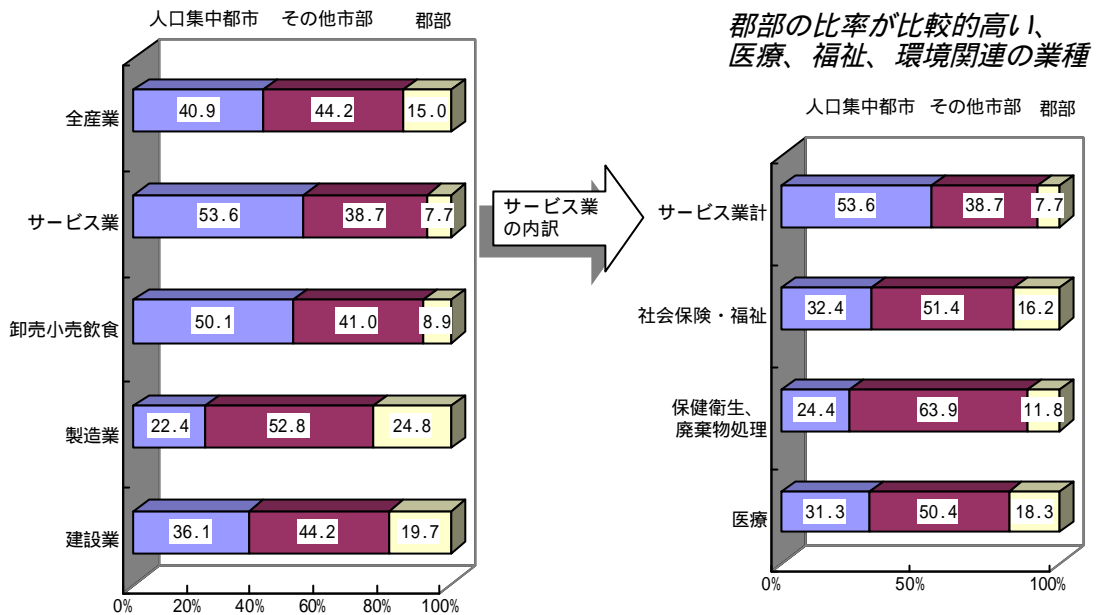 人口集中都市 その他市部 郡部
全産業 40.9 44.2 15.0
サービス業 53.6 38.7 7.7
卸売小売飲食 50.1 41.0 8.9
製造業 22.4 52.8 24.8
建設業 36.1 44.2 19.7
0% 20% 40% 60% 80% 100%
サービス業
の内訳
郡部の比率が比較的高い、
医療、福祉、環境関連の業種
人口集中都市 その他市部 郡部
サービス業計 53.6 38.7 7.7
社会保険・福祉 32.4 51.4 16.2
保健衛生、
廃棄物処理 24.4 63.9 11.8
医療 31.3 50.4 18.3
0% 50% 100%